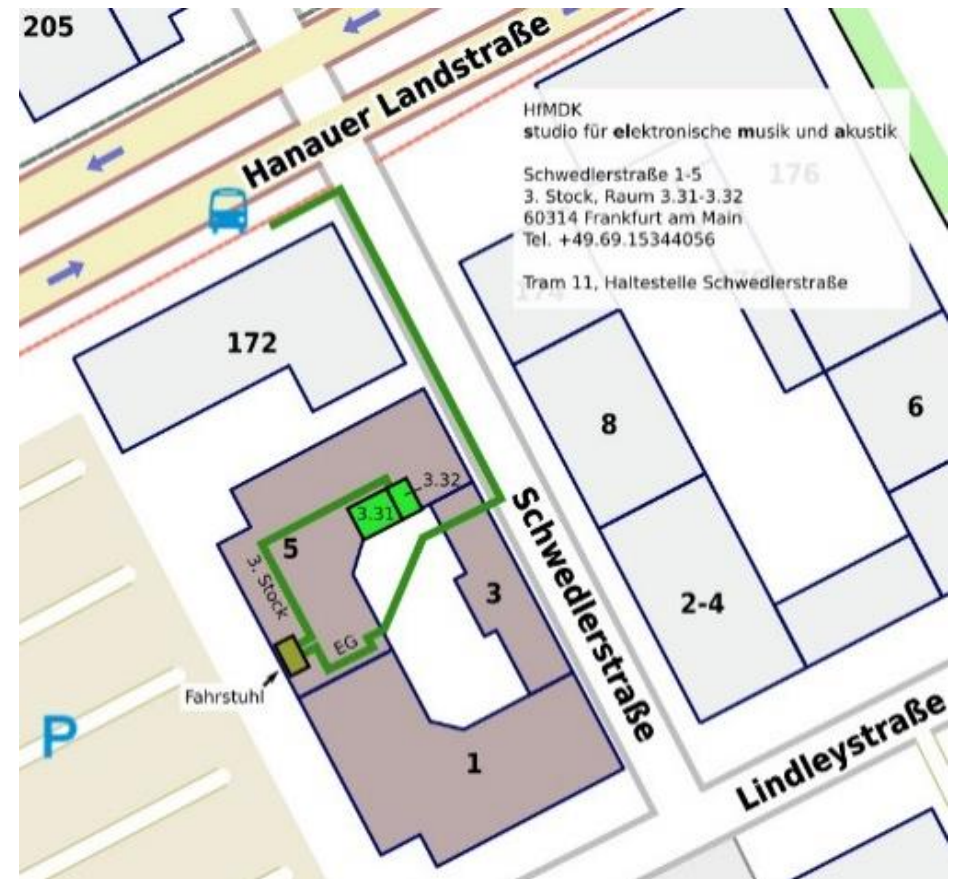 205
Hanauer Landstraße
HfMDK
studio für elektronische musik und akustik
Schwedlerstraße 1-5
3. Stock, Raum 3.31-3.32
60314 Frankfurt am Main
Tel. +49.69.15344056
Tram 11, Haltestelle Schwedlerstraße
176
174
172
8
6
3.32
3.31
5
3. Stock
3
2-4
EG
Fahrstuhl
Schwedlerstraße
P
1
Lindleystraße